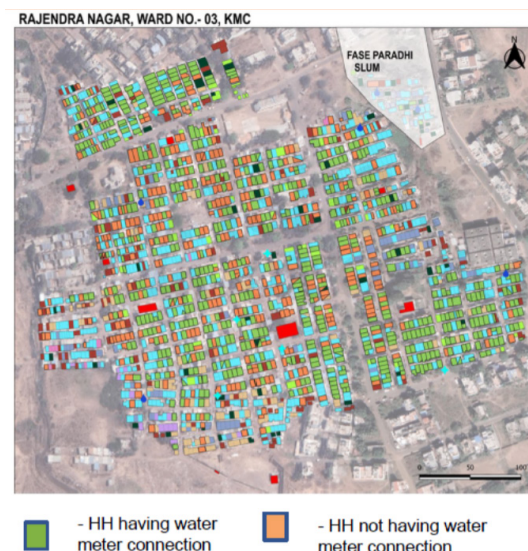 RAJENDRA NAGAR, WARD NO.- 03, KMC
FASE PARADHI
SLUM
N
0 50 100
- HH having water
meter connection
- HH not having water
meter connection